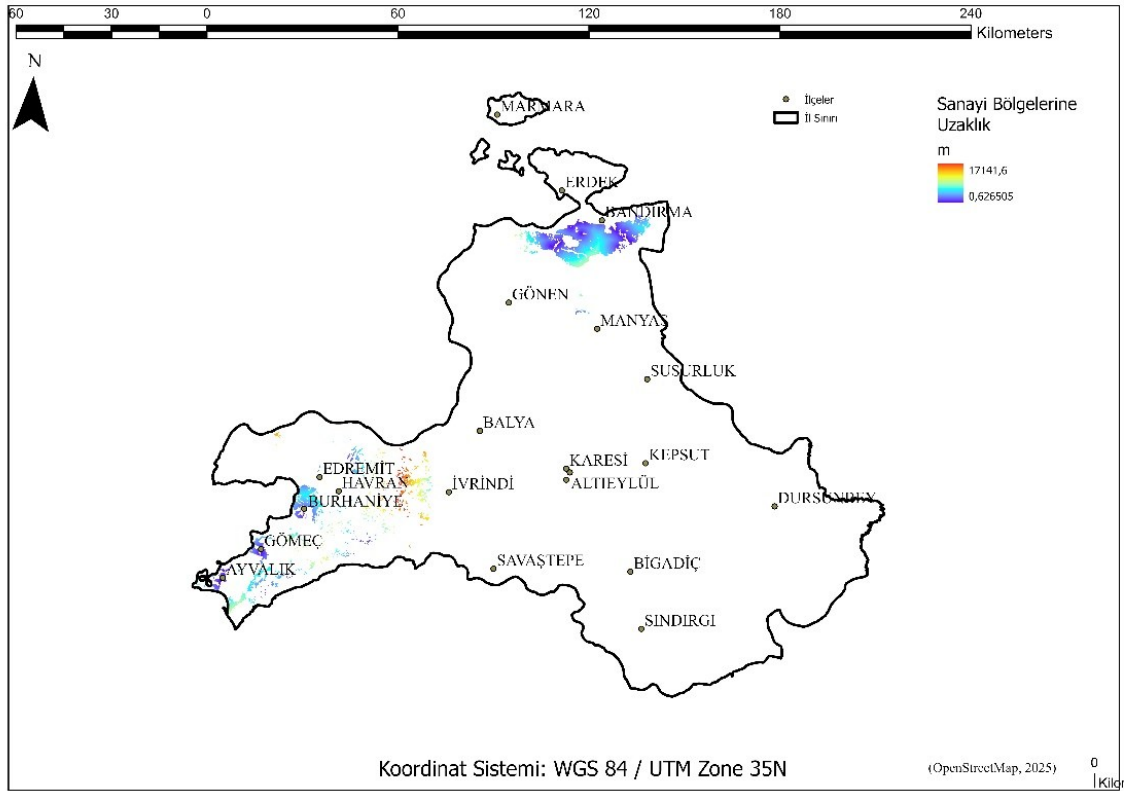 60 30 0 60 120 180 240
Kilometers
N
MARMARA
İlçeler
İl Sınırı
Sanayi Bölgelerine
Uzaklık
m
17141,6
0,626505
ERDEK
BANDIRMA
GÖNEN
MANYAS
SUSURLUK
BALYA
KARESİ
KEPSUT
EDREMİT
HAVRAN
İVRİNDİ
ALTIEYLÜL
BURHANİYE
DURSUNBEY
GÖMEÇ
AYVALIK
SAVAŞTEPE
BİGADİÇ
SINDIRGI
Koordinat Sistemi: WGS 84 / UTM Zone 35N
(OpenStreetMap, 2025)
0